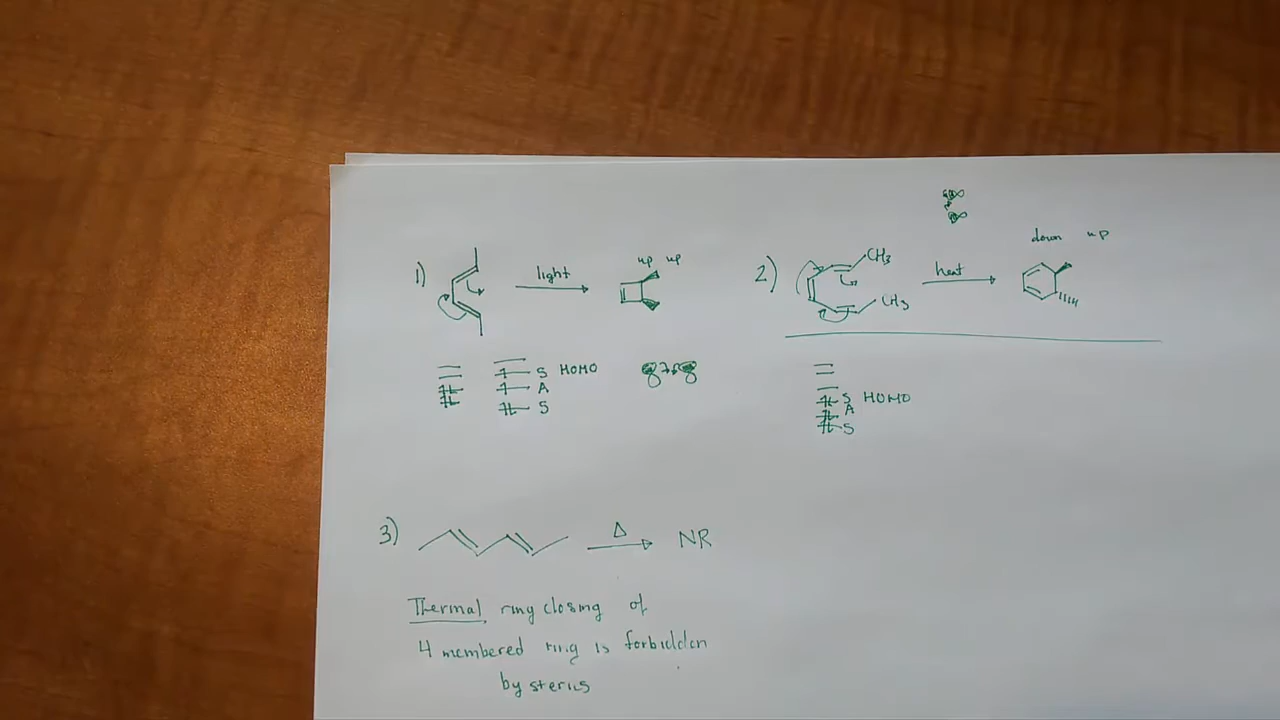 1) light up up
S HOMO
A
S
2) CH3 CH3 heat down up
S HOMO
A
S
3) Δ NR
Thermal ring closing of
4 membered ring is forbidden
by sterics